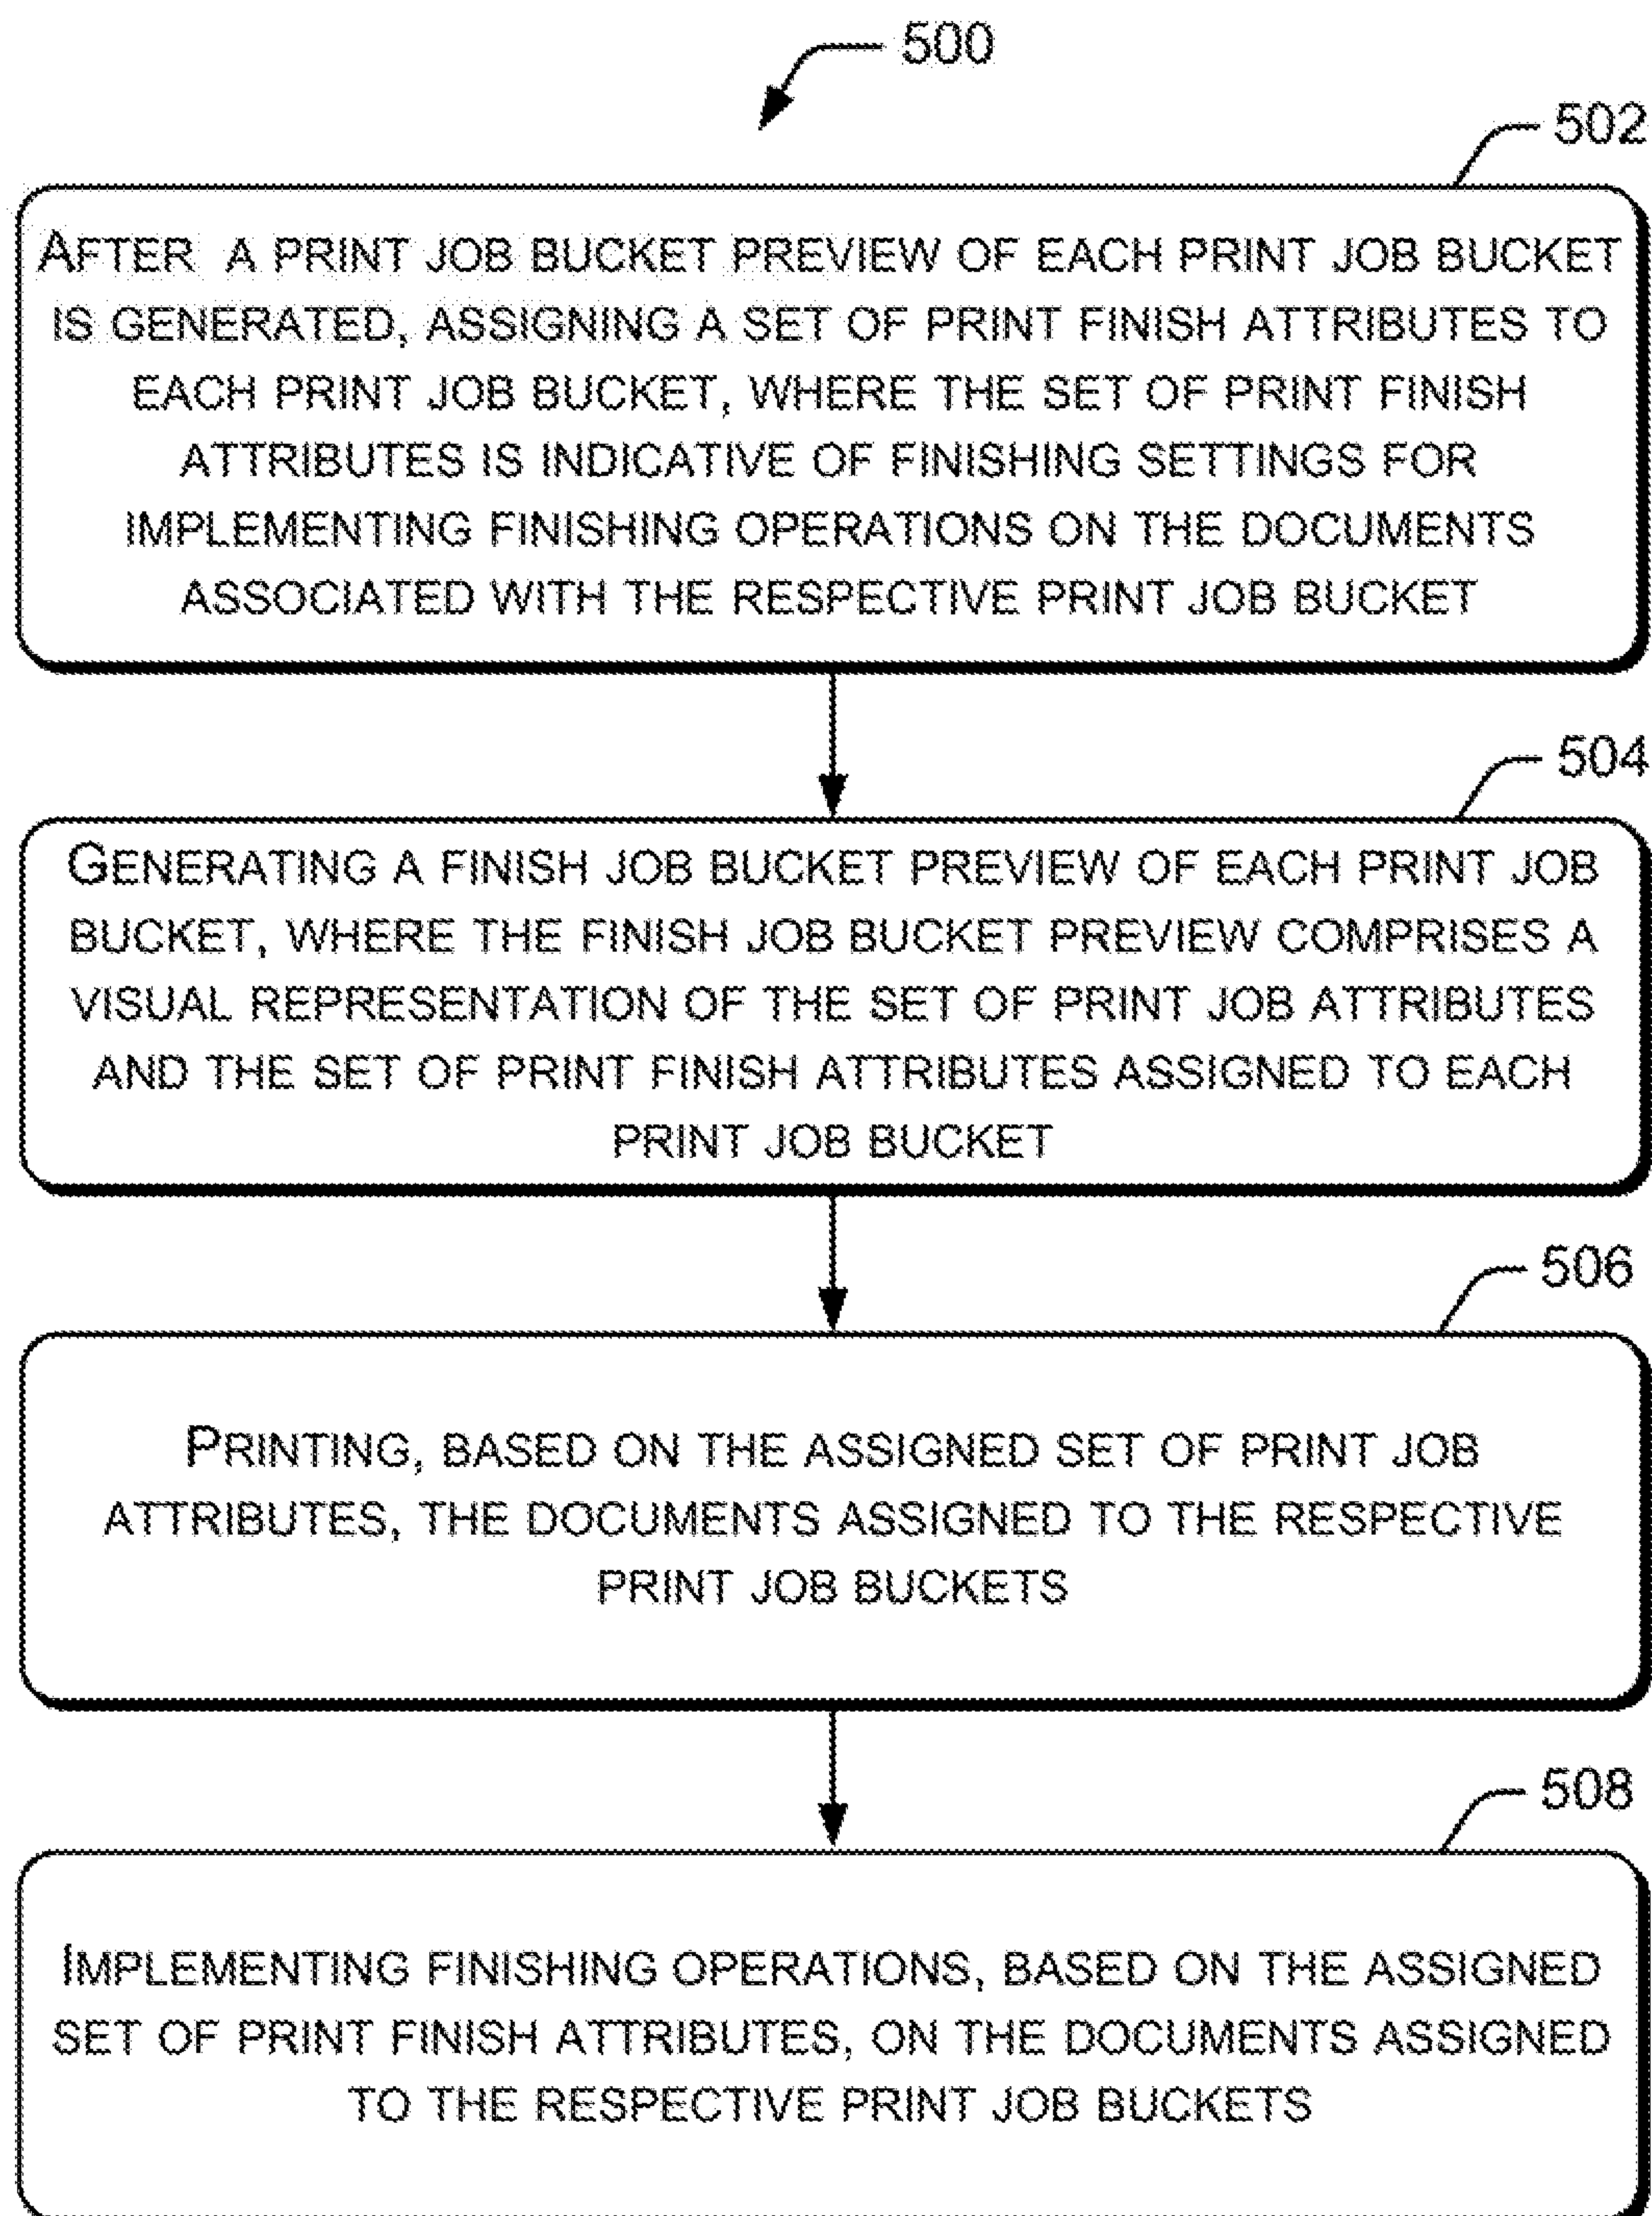 500
502
AFTER A PRINT JOB BUCKET PREVIEW OF EACH PRINT JOB BUCKET
IS GENERATED, ASSIGNING A SET OF PRINT FINISH ATTRIBUTES TO
EACH PRINT JOB BUCKET, WHERE THE SET OF PRINT FINISH
ATTRIBUTES IS INDICATIVE OF FINISHING SETTINGS FOR
IMPLEMENTING FINISHING OPERATIONS ON THE DOCUMENTS
ASSOCIATED WITH THE RESPECTIVE PRINT JOB BUCKET
504
GENERATING A FINISH JOB BUCKET PREVIEW OF EACH PRINT JOB
BUCKET, WHERE THE FINISH JOB BUCKET PREVIEW COMPRISES A
VISUAL REPRESENTATION OF THE SET OF PRINT JOB ATTRIBUTES
AND THE SET OF PRINT FINISH ATTRIBUTES ASSIGNED TO EACH
PRINT JOB BUCKET
506
PRINTING, BASED ON THE ASSIGNED SET OF PRINT JOB
ATTRIBUTES, THE DOCUMENTS ASSIGNED TO THE RESPECTIVE
PRINT JOB BUCKETS
508
IMPLEMENTING FINISHING OPERATIONS, BASED ON THE ASSIGNED
SET OF PRINT FINISH ATTRIBUTES, ON THE DOCUMENTS ASSIGNED
TO THE RESPECTIVE PRINT JOB BUCKETS